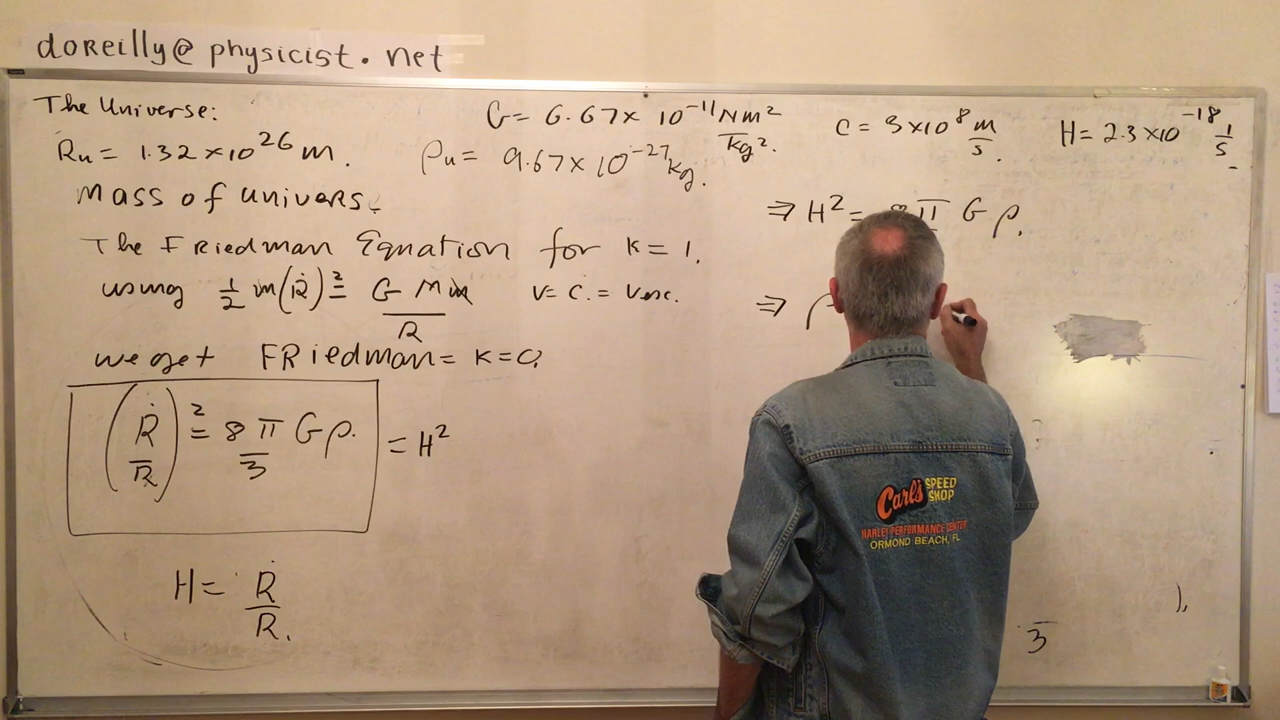 doreilly@physicist.net
The Universe:
G = 6.67 × 10⁻¹¹ Nm²/kg².
C = 3×10⁸ m/s.
H = 2.3×10⁻¹⁸ 1/s
Ru = 1.32 × 10²⁶ m.
ρu = 9.67 × 10⁻²⁷ kg.
Mass of univers.
The FRiedman Equation for k = 1.
using ½ m(Ṙ)² = G M m / R v = c. = vesc.
we get FRiedman = k = 0.
(Ṙ/R)² = 8π/3 Gρ. = H²
H = Ṙ/R.
⇒ H² = 8π G ρ.
⇒ ρ
3
Carl's SPEED SHOP
HARLEY PERFORMANCE CENTER
ORMOND BEACH, FL